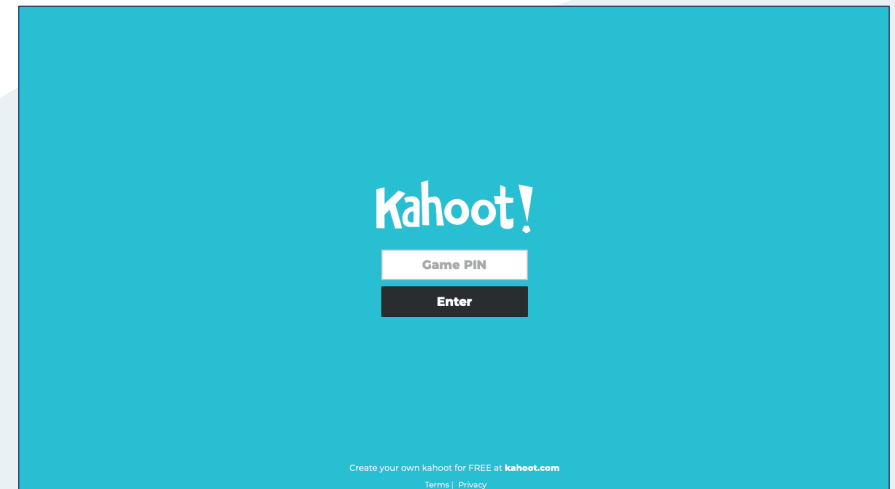 Kahoot!
Game PIN
Enter
Create your own kahoot for FREE at kahoot.com
Terms | Privacy